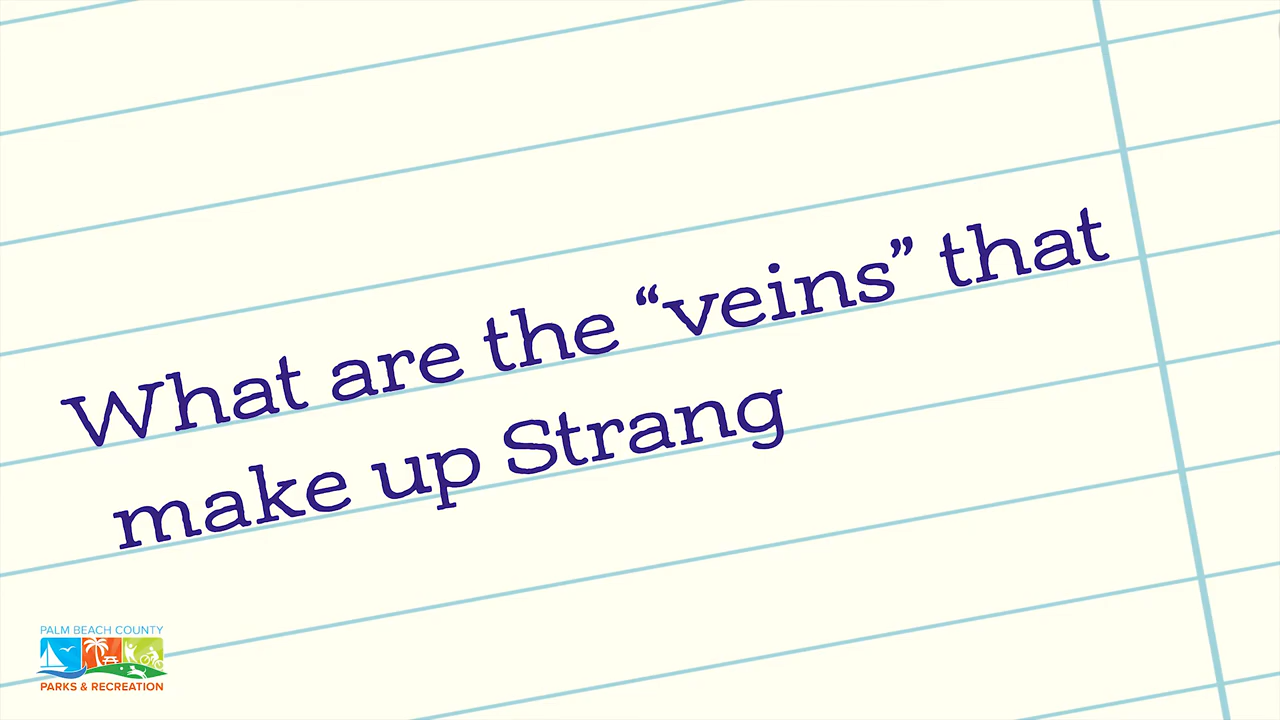 What are the “veins” that
make up Strang
PALM BEACH COUNTY
PARKS & RECREATION